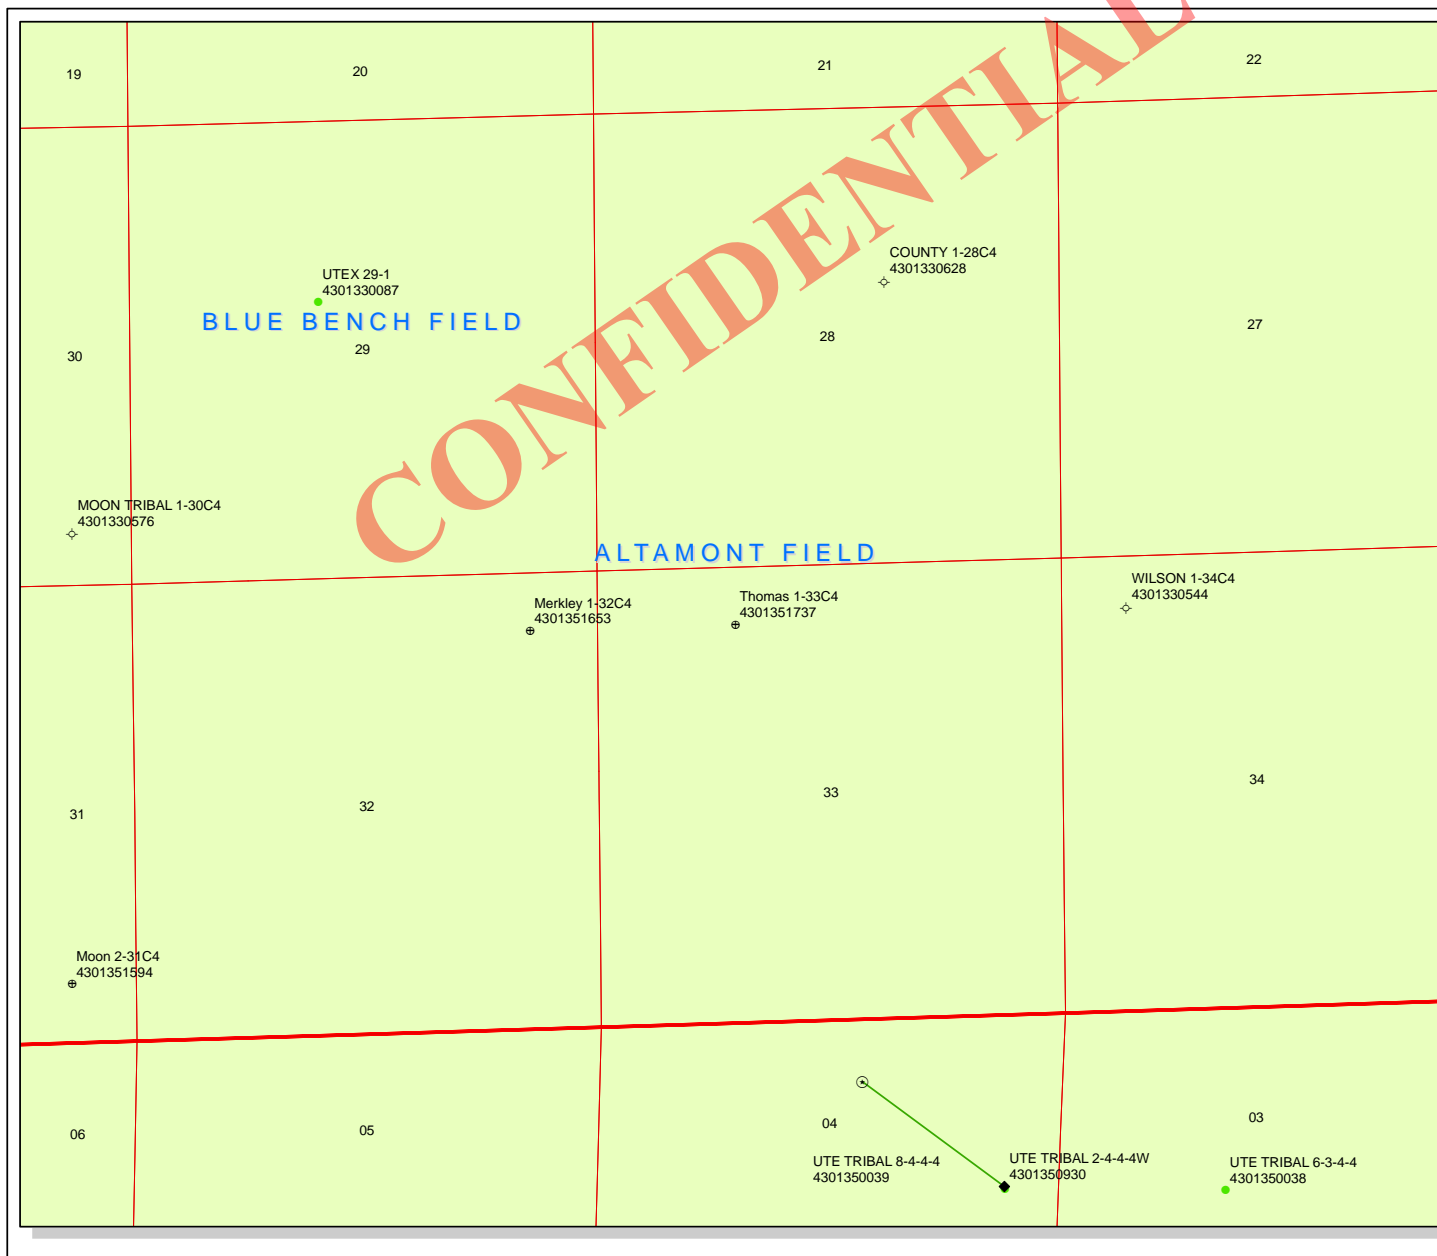 19
20
21
22
CONFIDENTIAL
COUNTY 1-28C4
4301330628
UTEX 29-1
4301330087
BLUE BENCH FIELD
30
29
28
27
MOON TRIBAL 1-30C4
4301330576
ALTAMONT FIELD
WILSON 1-34C4
4301330544
Merkley 1-32C4
4301351653
Thomas 1-33C4
4301351737
31
32
33
34
Moon 2-31C4
4301351594
06
05
04
03
UTE TRIBAL 8-4-4-4
4301350039
UTE TRIBAL 2-4-4-4W
4301350930
UTE TRIBAL 6-3-4-4
4301350038